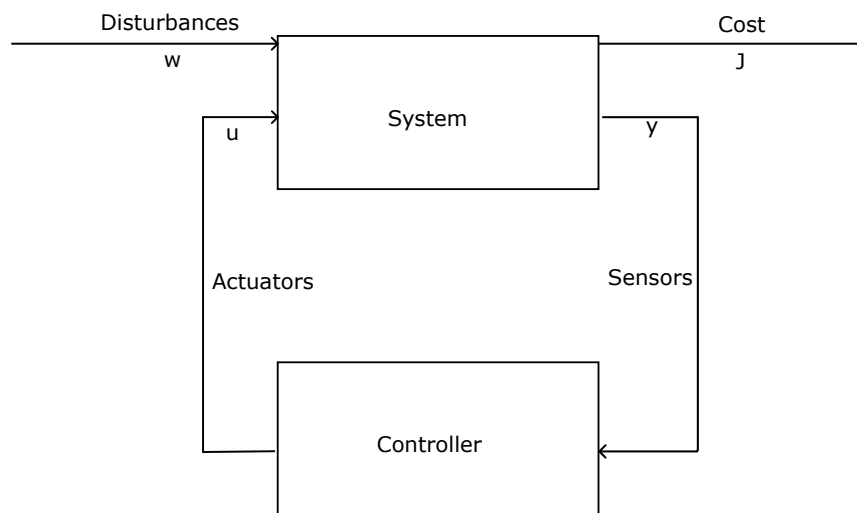 Disturbances
Cost
w
J
System
u
y
Actuators
Sensors
Controller